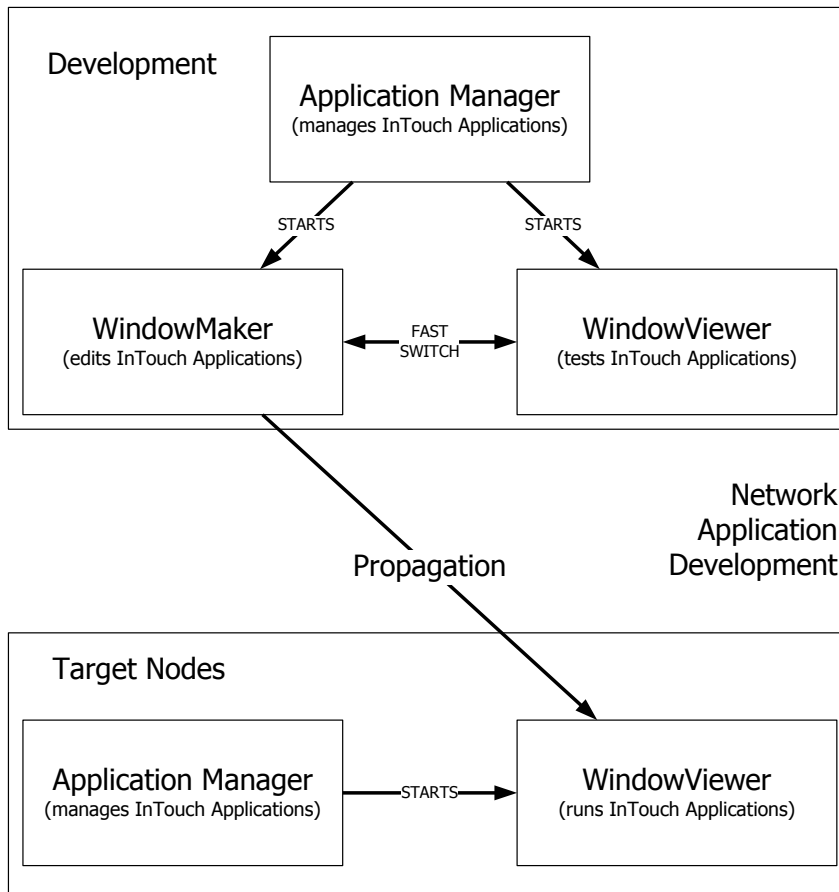 Development
Application Manager
(manages InTouch Applications)
STARTS
STARTS
WindowMaker
(edits InTouch Applications)
FAST
SWITCH
WindowViewer
(tests InTouch Applications)
Network
Application
Development
Propagation
Target Nodes
Application Manager
(manages InTouch Applications)
STARTS
WindowViewer
(runs InTouch Applications)